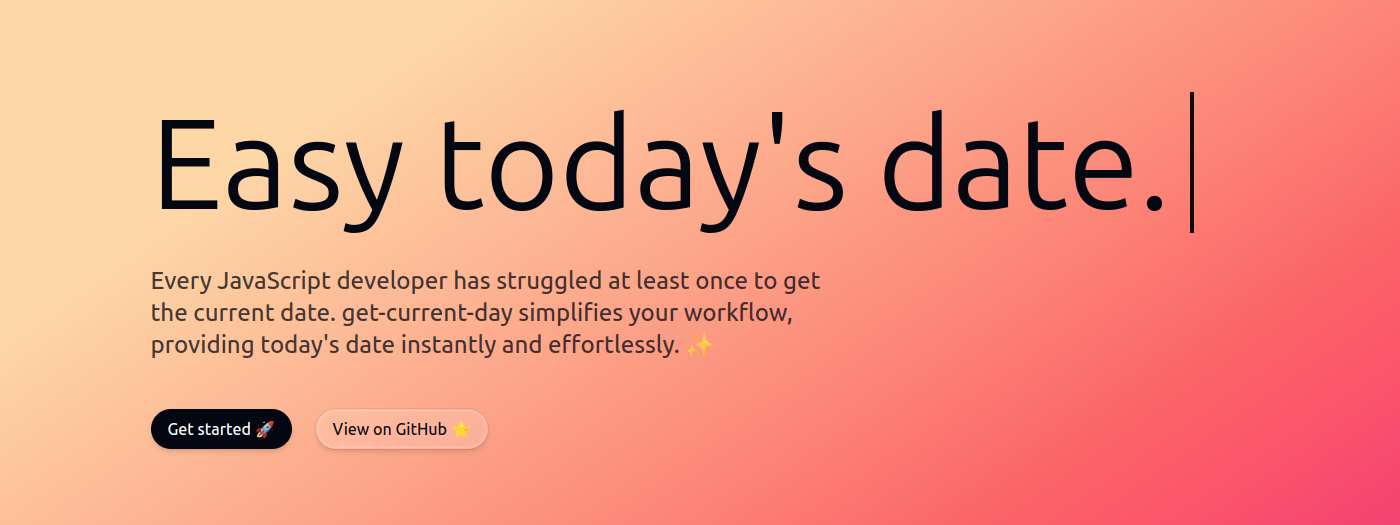 Easy today's date.
Every JavaScript developer has struggled at least once to get
the current date. get-current-day simplifies your workflow,
providing today's date instantly and effortlessly. ✨
Get started 🚀
View on GitHub ⭐